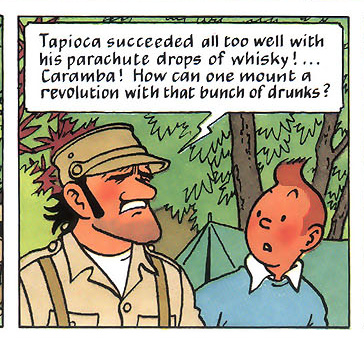 Tapioca succeeded all too well with
his parachute drops of whisky!...
Caramba! How can one mount a
revolution with that bunch of drunks?